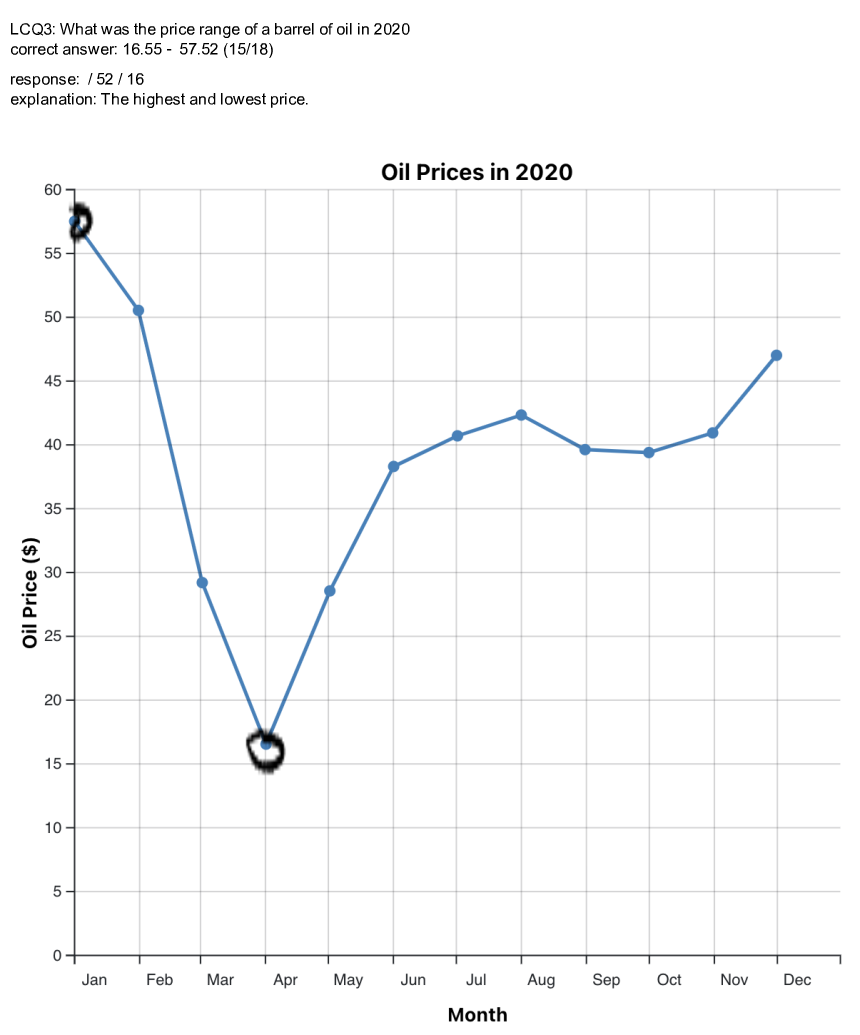 LCQ3: What was the price range of a barrel of oil in 2020
correct answer: 16.55 -  57.52 (15/18)
response:  / 52 / 16
explanation: The highest and lowest price.
Oil Prices in 2020
60
55
50
45
40
35
30
25
20
15
10
5
0
Oil Price ($)
Jan Feb Mar Apr May Jun Jul Aug Sep Oct Nov Dec
Month